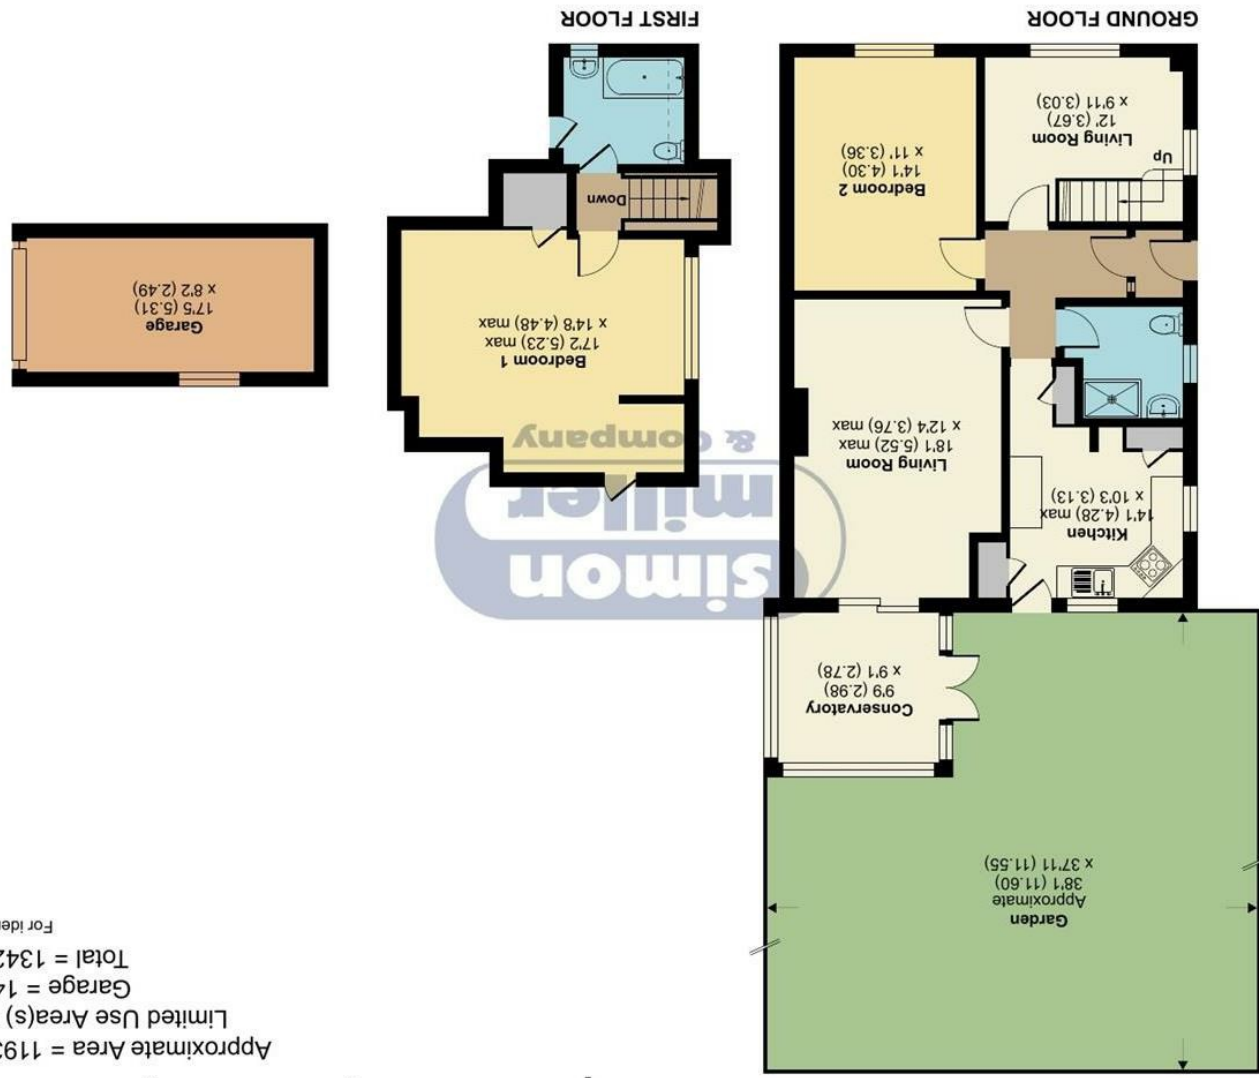 Approximate Area = 1193
Limited Use Area(s)
Garage = 14
Total = 1342
For iden
Garden
Approximate
38'1 (11.60)
x 37'11 (11.55)
Conservatory
9'9 (2.98)
x 9'1 (2.78)
simon
miller
& company
Kitchen
14'1 (4.28) max
x 10'3 (3.13)
Living Room
18'1 (5.52) max
x 12'4 (3.76) max
Bedroom 1
17'2 (5.23) max
x 14'8 (4.48) max
Garage
17'5 (5.31)
x 8'2 (2.49)
Down
Up
Bedroom 2
14'1 (4.30)
x 11' (3.36)
Living Room
12' (3.67)
x 9'11 (3.03)
GROUND FLOOR
FIRST FLOOR